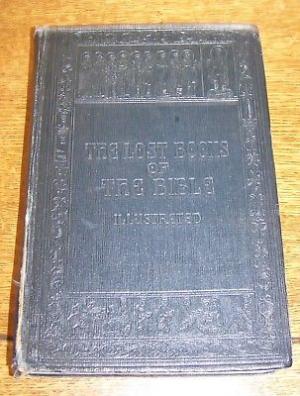 THE LOST BOOKS
OF
THE BIBLE
ILLUSTRATED